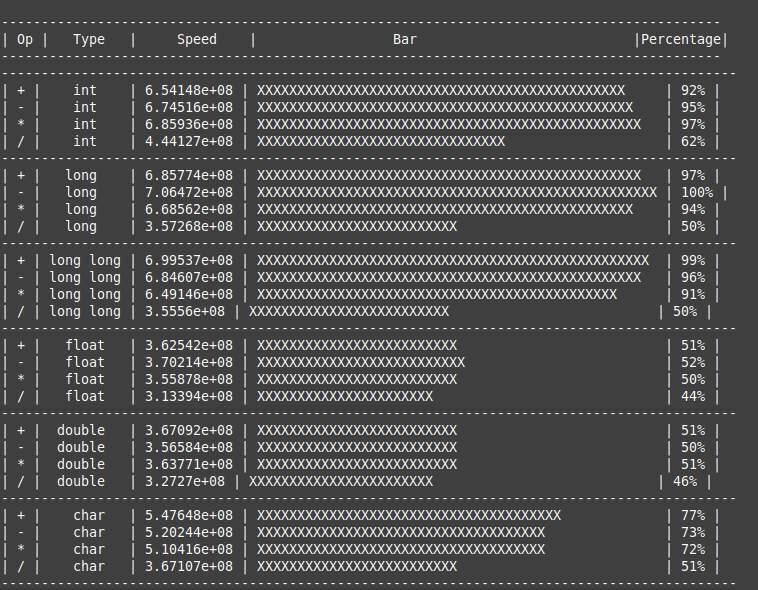 ------------------------------------------------------------------------------------------
| Op |   Type   |     Speed    |                 Bar                           |Percentage|
------------------------------------------------------------------------------------------
--------------------------------------------------------------------------------------------
| + |    int    | 6.54148e+08 | XXXXXXXXXXXXXXXXXXXXXXXXXXXXXXXXXXXXXXXXXXXXXX     | 92% |
| - |    int    | 6.74516e+08 | XXXXXXXXXXXXXXXXXXXXXXXXXXXXXXXXXXXXXXXXXXXXXXX    | 95% |
| * |    int    | 6.85936e+08 | XXXXXXXXXXXXXXXXXXXXXXXXXXXXXXXXXXXXXXXXXXXXXXXX   | 97% |
| / |    int    | 4.44127e+08 | XXXXXXXXXXXXXXXXXXXXXXXXXXXXXXX                    | 62% |
--------------------------------------------------------------------------------------------
| + |   long    | 6.85774e+08 | XXXXXXXXXXXXXXXXXXXXXXXXXXXXXXXXXXXXXXXXXXXXXXXX   | 97% |
| - |   long    | 7.06472e+08 | XXXXXXXXXXXXXXXXXXXXXXXXXXXXXXXXXXXXXXXXXXXXXXXXXX | 100% |
| * |   long    | 6.68562e+08 | XXXXXXXXXXXXXXXXXXXXXXXXXXXXXXXXXXXXXXXXXXXXXXX    | 94% |
| / |   long    | 3.57268e+08 | XXXXXXXXXXXXXXXXXXXXXXXXX                          | 50% |
--------------------------------------------------------------------------------------------
| + | long long | 6.99537e+08 | XXXXXXXXXXXXXXXXXXXXXXXXXXXXXXXXXXXXXXXXXXXXXXXXX  | 99% |
| - | long long | 6.84607e+08 | XXXXXXXXXXXXXXXXXXXXXXXXXXXXXXXXXXXXXXXXXXXXXXXX   | 96% |
| * | long long | 6.49146e+08 | XXXXXXXXXXXXXXXXXXXXXXXXXXXXXXXXXXXXXXXXXXXXX      | 91% |
| / | long long | 3.5556e+08 | XXXXXXXXXXXXXXXXXXXXXXXXX                          | 50% |
--------------------------------------------------------------------------------------------
| + |   float   | 3.62542e+08 | XXXXXXXXXXXXXXXXXXXXXXXXX                          | 51% |
| - |   float   | 3.70214e+08 | XXXXXXXXXXXXXXXXXXXXXXXXXX                         | 52% |
| * |   float   | 3.55878e+08 | XXXXXXXXXXXXXXXXXXXXXXXXX                          | 50% |
| / |   float   | 3.13394e+08 | XXXXXXXXXXXXXXXXXXXXXX                             | 44% |
--------------------------------------------------------------------------------------------
| + |  double   | 3.67092e+08 | XXXXXXXXXXXXXXXXXXXXXXXXX                          | 51% |
| - |  double   | 3.56584e+08 | XXXXXXXXXXXXXXXXXXXXXXXXX                          | 50% |
| * |  double   | 3.63771e+08 | XXXXXXXXXXXXXXXXXXXXXXXXX                          | 51% |
| / |  double   | 3.2727e+08 | XXXXXXXXXXXXXXXXXXXXXXX                            | 46% |
--------------------------------------------------------------------------------------------
| + |    char   | 5.47648e+08 | XXXXXXXXXXXXXXXXXXXXXXXXXXXXXXXXXXXXXX             | 77% |
| - |    char   | 5.20244e+08 | XXXXXXXXXXXXXXXXXXXXXXXXXXXXXXXXXXXX               | 73% |
| * |    char   | 5.10416e+08 | XXXXXXXXXXXXXXXXXXXXXXXXXXXXXXXXXXXX               | 72% |
| / |    char   | 3.67107e+08 | XXXXXXXXXXXXXXXXXXXXXXXXX                          | 51% |
--------------------------------------------------------------------------------------------